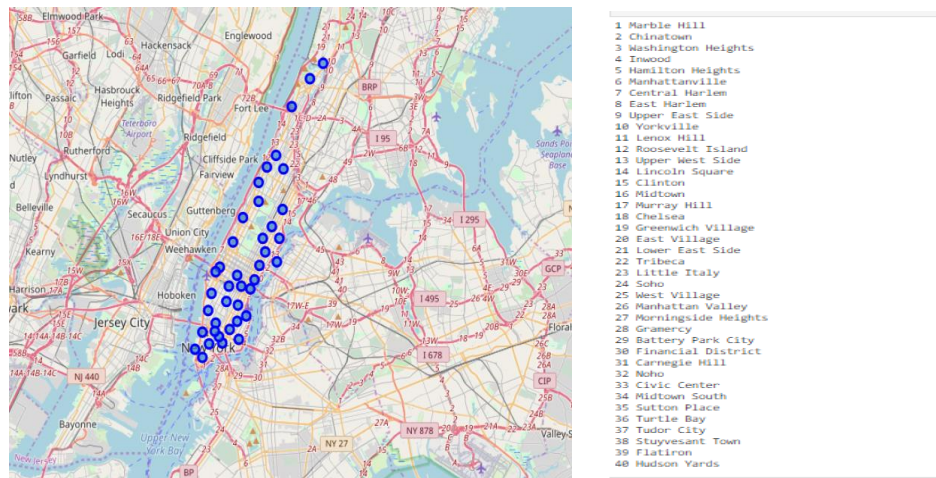 Elmwood Park
Englewood
Hackensack
Garfield
Lodi
Passaic
Hasbrouck
Heights
Ridgefield Park
Fort Lee
BRP
Clifton
Teterboro
Airport
Ridgefield
I 95
Sands Po
Seaplane
Base
Nutley
Rutherford
Cliffside Park
Lyndhurst
Fairview
Belleville
Secaucus
Guttenberg
I 295
Union City
Kearny
Weehawken
GCP
Harrison
Hoboken
I 495
Jersey City
Floral
I 678
NJ 440
CIP
Bayonne
Upper New
York Bay
NY 27
NY 878
Valley S
New Jersey
BP
1 Marble Hill
2 Chinatown
3 Washington Heights
4 Inwood
5 Hamilton Heights
6 Manhattanville
7 Central Harlem
8 East Harlem
9 Upper East Side
10 Yorkville
11 Lenox Hill
12 Roosevelt Island
13 Upper West Side
14 Lincoln Square
15 Clinton
16 Midtown
17 Murray Hill
18 Chelsea
19 Greenwich Village
20 East Village
21 Lower East Side
22 Tribeca
23 Little Italy
24 Soho
25 West Village
26 Manhattan Valley
27 Morningside Heights
28 Gramercy
29 Battery Park City
30 Financial District
31 Carnegie Hill
32 Noho
33 Civic Center
34 Midtown South
35 Sutton Place
36 Turtle Bay
37 Tudor City
38 Stuyvesant Town
39 Flatiron
40 Hudson Yards